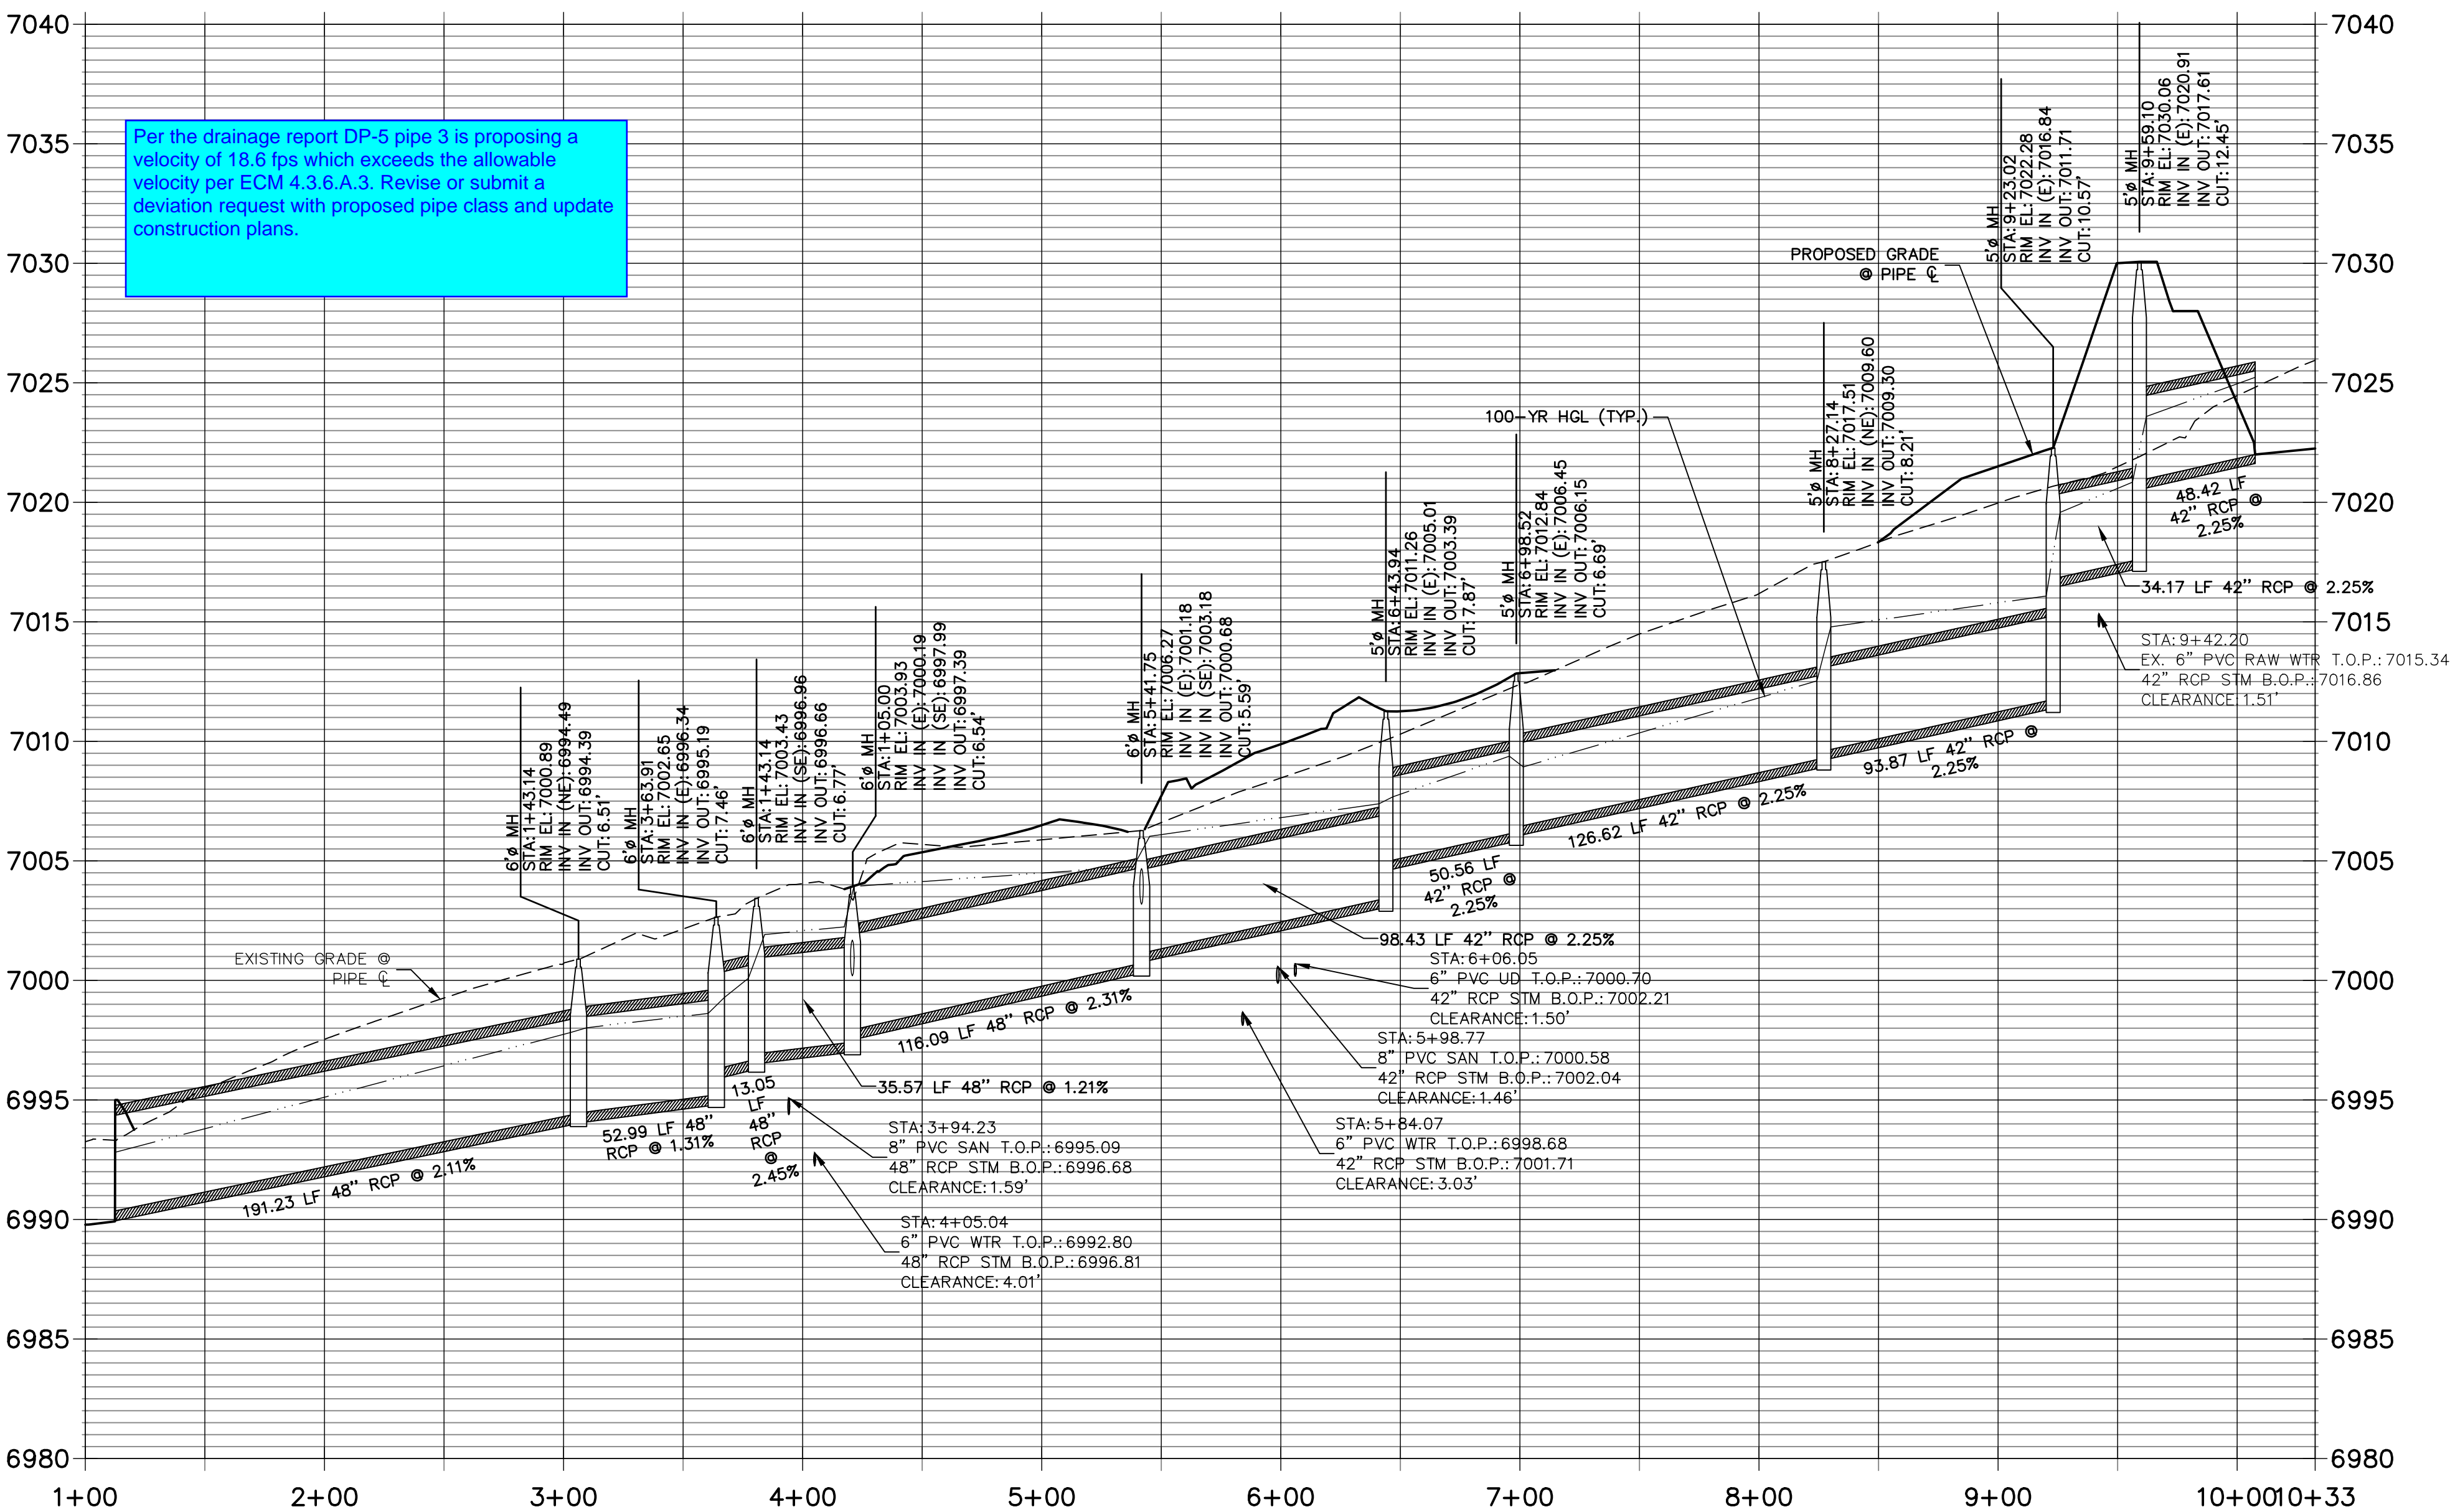 Per the drainage report DP-5 pipe 3 is proposing a
velocity of 18.6 fps which exceeds the allowable
velocity per ECM 4.3.6.A.3. Revise or submit a
deviation request with proposed pipe class and update
construction plans.
7040
7035
7030
7025
7020
7015
7010
7005
7000
6995
6990
6985
6980
7040
7035
7030
7025
7020
7015
7010
7005
7000
6995
6990
6985
6980
EXISTING GRADE @
PIPE ℄
6'ø MH
STA:1+43.14
RIM EL:7000.89
INV IN (NE):6994.49
INV OUT:6994.39
CUT:6.51'
6'ø MH
STA:3+63.91
RIM EL:7002.65
INV IN (E):6996.34
INV OUT:6995.19
CUT:7.46'
6'ø MH
STA:1+43.14
RIM EL:7003.43
INV IN (SE):6996.96
INV OUT:6996.66
CUT:6.77'
6'ø MH
STA:1+05.00
RIM EL:7003.93
INV IN (E):7000.19
INV IN (SE):6997.99
INV OUT:6997.39
CUT:6.54'
6'ø MH
STA:5+41.75
RIM EL:7006.27
INV IN (E):7001.18
INV IN (SE):7003.18
INV OUT:7000.68
CUT:5.59'
5'ø MH
STA:6+43.94
RIM EL:7011.26
INV IN (E):7005.01
INV OUT:7003.39
CUT:7.87'
5'ø MH
STA:6+98.52
RIM EL:7012.84
INV IN (E):7006.45
INV OUT:7006.15
CUT:6.69'
5'ø MH
STA:8+27.14
RIM EL:7017.51
INV IN (NE):7009.60
INV OUT:7009.30
CUT:8.21'
5'ø MH
STA:9+23.02
RIM EL:7022.28
INV IN (E):7016.84
INV OUT:7011.71
CUT:10.57'
5'ø MH
STA:9+59.10
RIM EL:7030.06
INV IN (E):7020.91
INV OUT:7017.61
CUT:12.45'
100-YR HGL (TYP.)
PROPOSED GRADE
@ PIPE ℄
191.23 LF 48" RCP @ 2.11%
52.99 LF 48"
RCP @ 1.31%
13.05
LF
48"
RCP
@
2.45%
35.57 LF 48" RCP @ 1.21%
116.09 LF 48" RCP @ 2.31%
98.43 LF 42" RCP @ 2.25%
50.56 LF
42" RCP @
2.25%
126.62 LF 42" RCP @ 2.25%
93.87 LF 42" RCP @
2.25%
34.17 LF 42" RCP @ 2.25%
48.42 LF
42" RCP @
2.25%
STA:3+94.23
8" PVC SAN T.O.P.:6995.09
48" RCP STM B.O.P.:6996.68
CLEARANCE:1.59'
STA:4+05.04
6" PVC WTR T.O.P.:6992.80
48" RCP STM B.O.P.:6996.81
CLEARANCE:4.01'
STA:6+06.05
6" PVC UD T.O.P.:7000.70
42" RCP STM B.O.P.:7002.21
CLEARANCE:1.50'
STA:5+98.77
8" PVC SAN T.O.P.:7000.58
42" RCP STM B.O.P.:7002.04
CLEARANCE:1.46'
STA:5+84.07
6" PVC WTR T.O.P.:6998.68
42" RCP STM B.O.P.:7001.71
CLEARANCE:3.03'
STA:9+42.20
EX. 6" PVC RAW WTR T.O.P.:7015.34
42" RCP STM B.O.P.:7016.86
CLEARANCE:1.51'
1+00 2+00 3+00 4+00 5+00 6+00 7+00 8+00 9+00 10+00 10+33